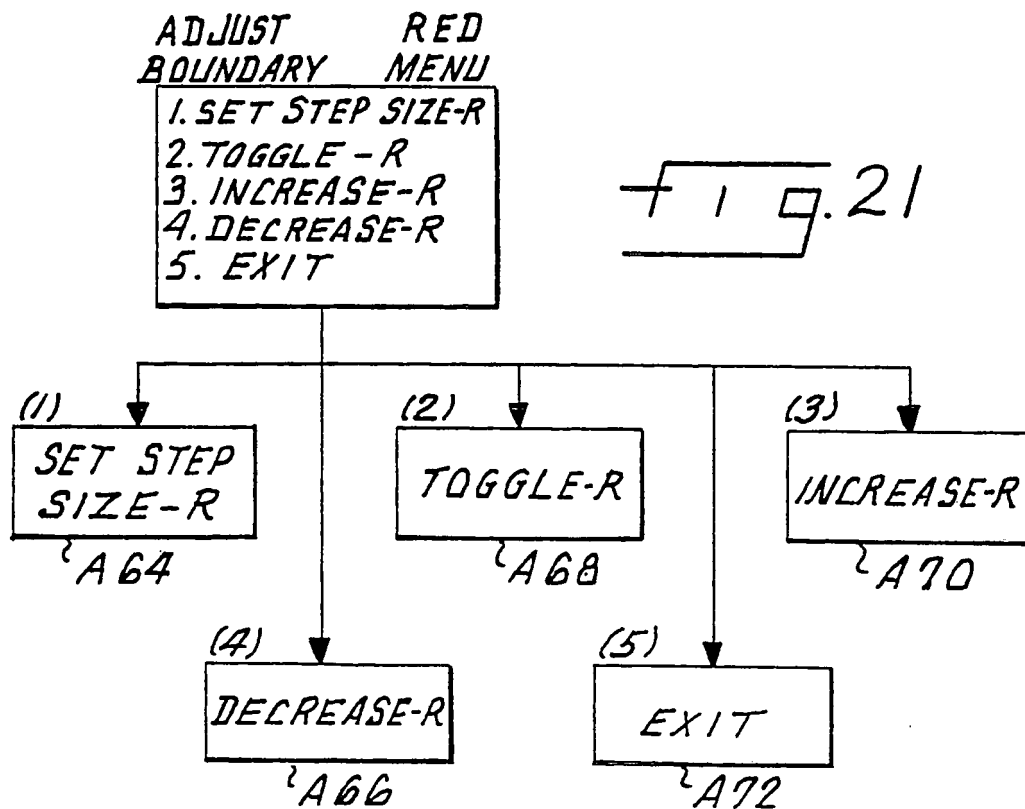 ADJUST RED
BOUNDARY MENU
1. SET STEP SIZE-R
2. TOGGLE-R
3. INCREASE-R
4. DECREASE-R
5. EXIT
Fig. 21
(1)
SET STEP
SIZE-R
A64
(2)
TOGGLE-R
A68
(3)
INCREASE-R
A70
(4)
DECREASE-R
A66
(5)
EXIT
A72